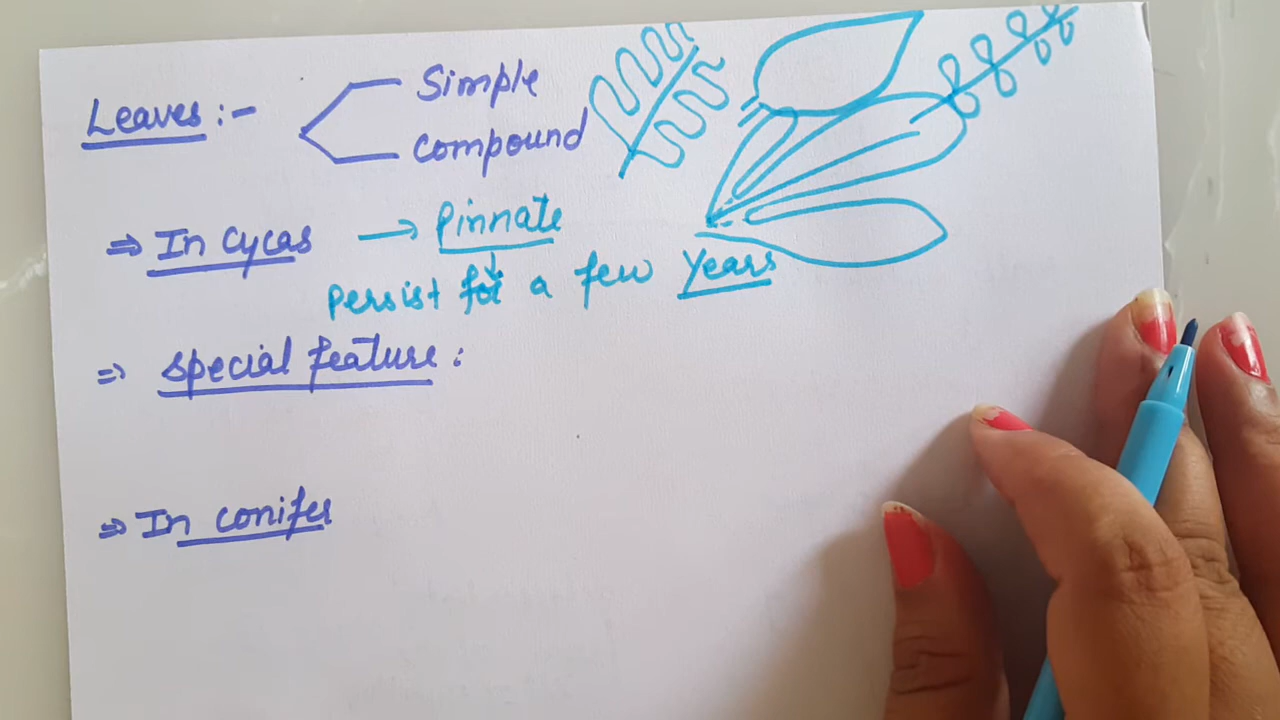 Leaves :-
Simple
Compound
⇒ In Cycas → Pinnate
Persist for a few Years
⇒ Special feature :
⇒ In conifer